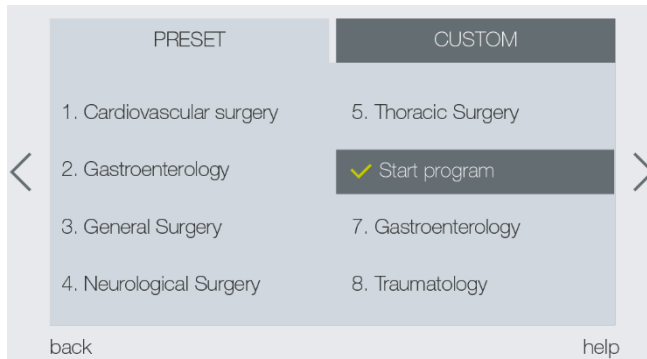 PRESET
CUSTOM
1. Cardiovascular surgery
2. Gastroenterology
3. General Surgery
4. Neurological Surgery
5. Thoracic Surgery
Start program
7. Gastroenterology
8. Traumatology
back
help